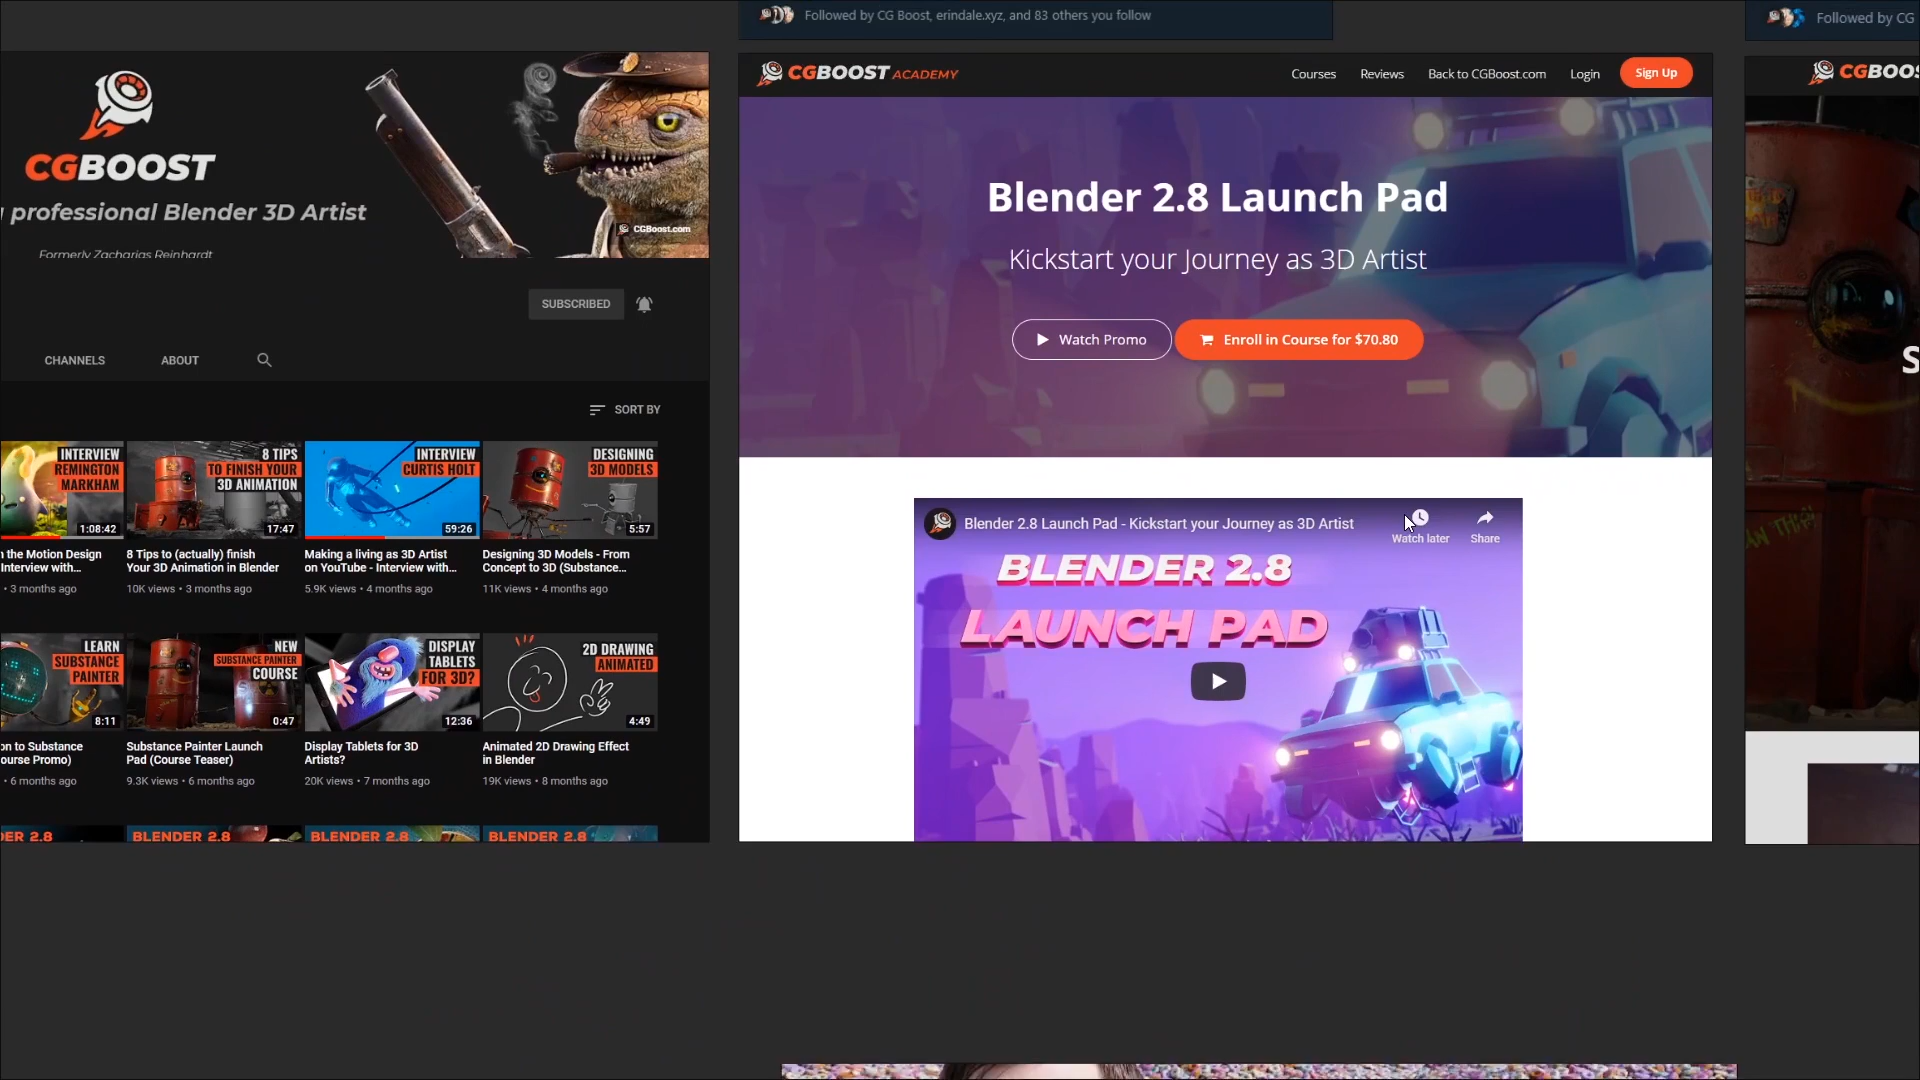 Followed by CG Boost, erindale.xyz, and 83 others you follow
Followed by CG
CGBOOST
professional Blender 3D Artist
Formerly Zacharias Reinhardt
CGBoost.com
SUBSCRIBED
CHANNELS
ABOUT
SORT BY
INTERVIEW
REMINGTON
MARKHAM
1:08:42
the Motion Design
Interview with...
• 3 months ago
8 TIPS
TO FINISH YOUR
3D ANIMATION
17:47
8 Tips to (actually) finish
Your 3D Animation in Blender
10K views • 3 months ago
INTERVIEW
CURTIS HOLT
59:26
Making a living as 3D Artist
on YouTube - Interview with...
5.9K views • 4 months ago
DESIGNING
3D MODELS
5:57
Designing 3D Models - From
Concept to 3D (Substance...
11K views • 4 months ago
LEARN
SUBSTANCE
PAINTER
8:11
on to Substance
ourse Promo)
• 6 months ago
NEW
SUBSTANCE PAINTER
COURSE
0:47
Substance Painter Launch
Pad (Course Teaser)
9.3K views • 6 months ago
DISPLAY
TABLETS
FOR 3D?
12:36
Display Tablets for 3D
Artists?
20K views • 7 months ago
2D DRAWING
ANIMATED
4:49
Animated 2D Drawing Effect
in Blender
19K views • 8 months ago
DER 2.8
BLENDER 2.8
BLENDER 2.8
BLENDER 2.8
CGBOOST ACADEMY
Courses
Reviews
Back to CGBoost.com
Login
Sign Up
Blender 2.8 Launch Pad
Kickstart your Journey as 3D Artist
Watch Promo
Enroll in Course for $70.80
Blender 2.8 Launch Pad - Kickstart your Journey as 3D Artist
Watch later
Share
BLENDER 2.8
LAUNCH PAD
CGBOOS
S